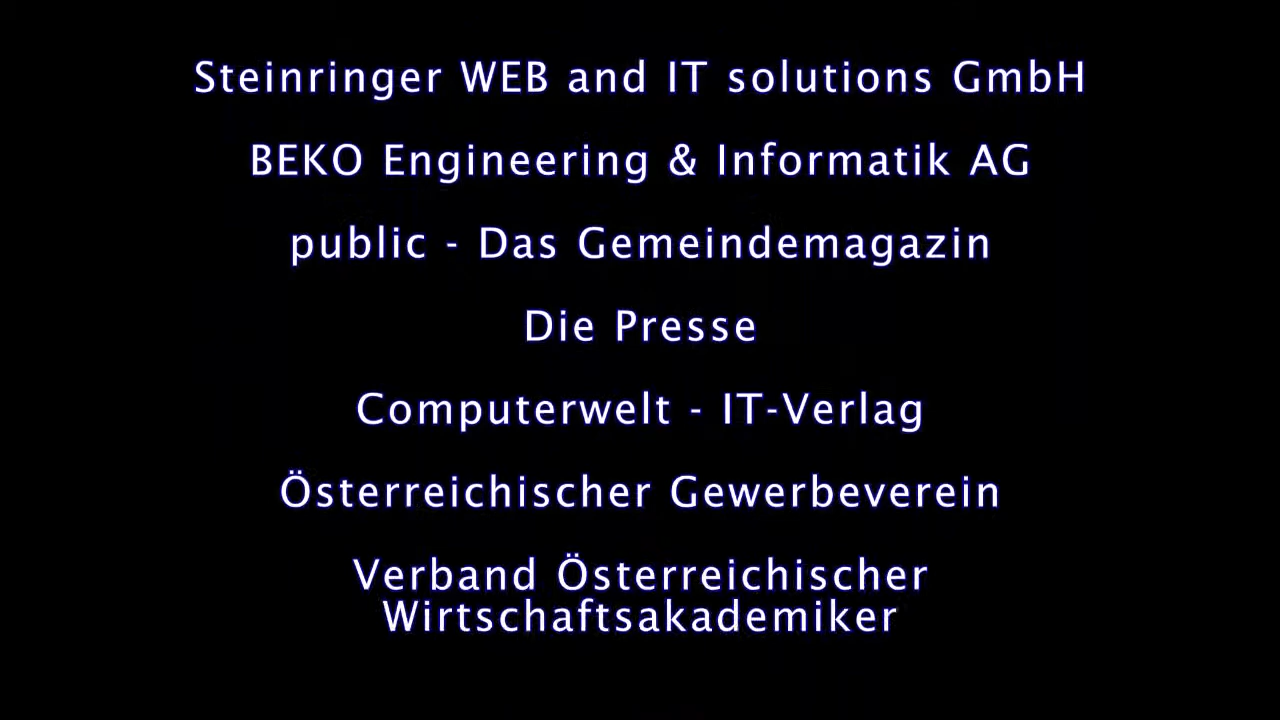 Steinringer WEB and IT solutions GmbH
BEKO Engineering & Informatik AG
public - Das Gemeindemagazin
Die Presse
Computerwelt - IT-Verlag
Österreichischer Gewerbeverein
Verband Österreichischer
Wirtschaftsakademiker